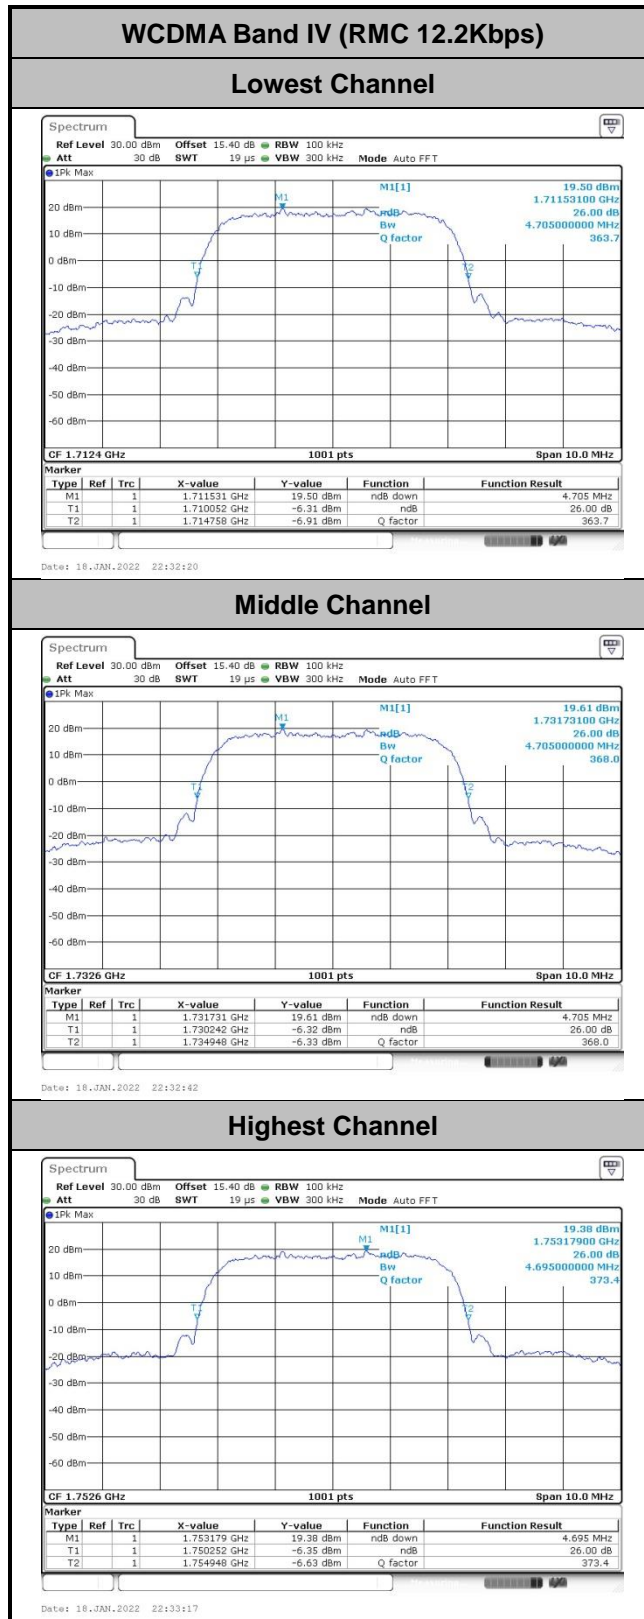 WCDMA Band IV (RMC 12.2Kbps)
Lowest Channel
Spectrum
Ref Level 30.00 dBm Offset 15.40 dB RBW 100 kHz
Att 30 dB SWT 19 µs VBW 300 kHz Mode Auto FFT
1Pk Max
M1[1] 19.50 dBm
1.71153100 GHz
M1
20 dBm
ndB 26.00 dB
Bw 4.705000000 MHz
10 dBm
Q factor 363.7
0 dBm
T1
T2
-10 dBm
-20 dBm
-30 dBm
-40 dBm
-50 dBm
-60 dBm
CF 1.7124 GHz 1001 pts Span 10.0 MHz
Marker
Type Ref Trc X-value Y-value Function Function Result
M1 1 1.711531 GHz 19.50 dBm ndB down 4.705 MHz
T1 1 1.710052 GHz -6.31 dBm ndB 26.00 dB
T2 1 1.714758 GHz -6.91 dBm Q factor 363.7
Date: 18.JAN.2022 22:32:20
Middle Channel
Spectrum
Ref Level 30.00 dBm Offset 15.40 dB RBW 100 kHz
Att 30 dB SWT 19 µs VBW 300 kHz Mode Auto FFT
1Pk Max
M1[1] 19.61 dBm
1.73173100 GHz
M1
20 dBm
ndB 26.00 dB
Bw 4.705000000 MHz
10 dBm
Q factor 368.0
0 dBm
T1
T2
-10 dBm
-20 dBm
-30 dBm
-40 dBm
-50 dBm
-60 dBm
CF 1.7326 GHz 1001 pts Span 10.0 MHz
Marker
Type Ref Trc X-value Y-value Function Function Result
M1 1 1.731731 GHz 19.61 dBm ndB down 4.705 MHz
T1 1 1.730242 GHz -6.32 dBm ndB 26.00 dB
T2 1 1.734948 GHz -6.33 dBm Q factor 368.0
Date: 18.JAN.2022 22:32:42
Highest Channel
Spectrum
Ref Level 30.00 dBm Offset 15.40 dB RBW 100 kHz
Att 30 dB SWT 19 µs VBW 300 kHz Mode Auto FFT
1Pk Max
M1[1] 19.38 dBm
1.75317900 GHz
M1
20 dBm
ndB 26.00 dB
Bw 4.695000000 MHz
10 dBm
Q factor 373.4
0 dBm
T1
T2
-10 dBm
-20 dBm
-30 dBm
-40 dBm
-50 dBm
-60 dBm
CF 1.7526 GHz 1001 pts Span 10.0 MHz
Marker
Type Ref Trc X-value Y-value Function Function Result
M1 1 1.753179 GHz 19.38 dBm ndB down 4.695 MHz
T1 1 1.750252 GHz -6.35 dBm ndB 26.00 dB
T2 1 1.754948 GHz -6.63 dBm Q factor 373.4
Date: 18.JAN.2022 22:33:17